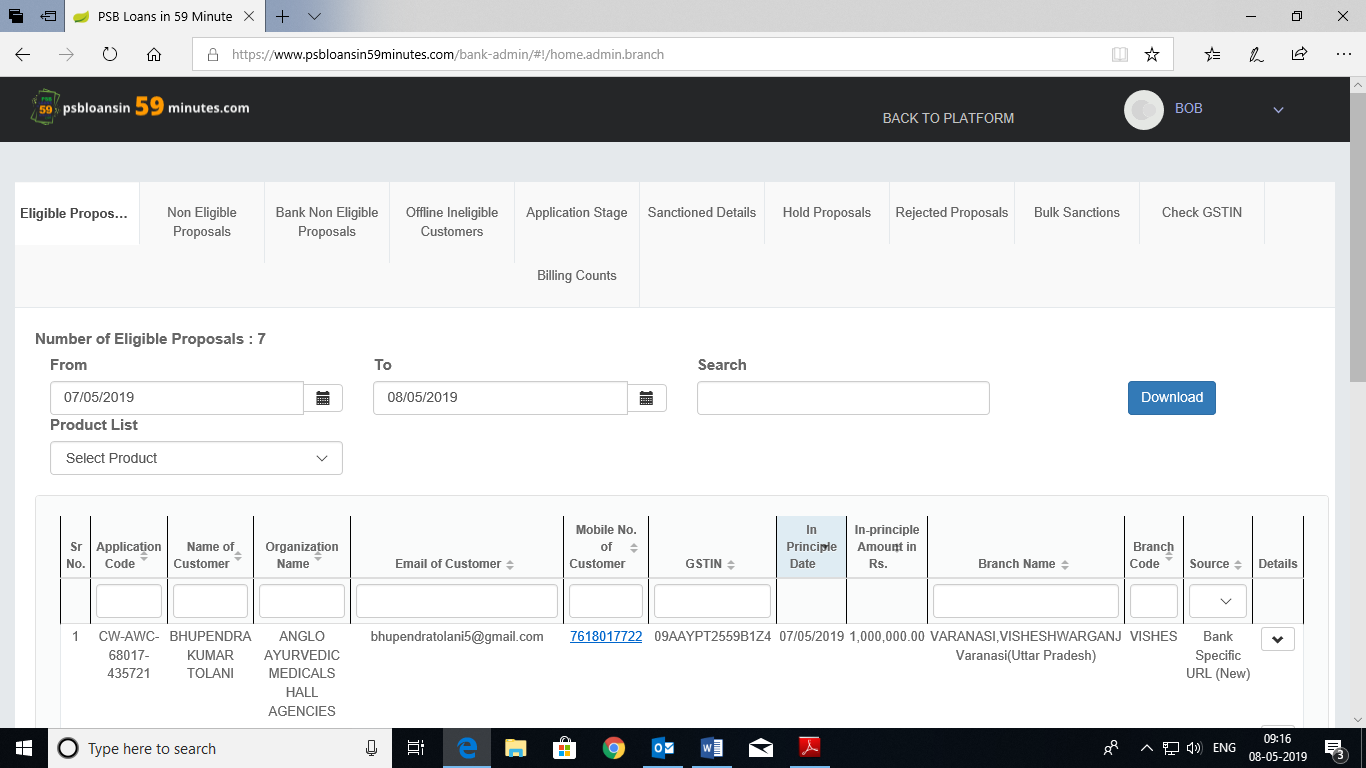 PSB Loans in 59 Minute
https://www.psbloansin59minutes.com/bank-admin/#!/home.admin.branch
PSB 59 psbloansin 59 minutes.com
BACK TO PLATFORM
BOB
Eligible Propos...
Non Eligible
Proposals
Bank Non Eligible
Proposals
Offline Ineligible
Customers
Application Stage
Sanctioned Details
Hold Proposals
Rejected Proposals
Bulk Sanctions
Check GSTIN
Billing Counts
Number of Eligible Proposals : 7
From
To
Search
07/05/2019
08/05/2019
Download
Product List
Select Product
Sr
No.
Application
Code
Name of
Customer
Organization
Name
Email of Customer
Mobile No.
of
Customer
GSTIN
In
Principle
Date
In-principle
Amount in
Rs.
Branch Name
Branch
Code
Source
Details
1
CW-AWC-
68017-
435721
BHUPENDRA
KUMAR
TOLANI
ANGLO
AYURVEDIC
MEDICALS
HALL
AGENCIES
bhupendratolani5@gmail.com
7618017722
09AAYPT2559B1Z4
07/05/2019
1,000,000.00
VARANASI,VISHESHWARGANJ
Varanasi(Uttar Pradesh)
VISHES
Bank
Specific
URL (New)
Type here to search
ENG
09:16
08-05-2019
3